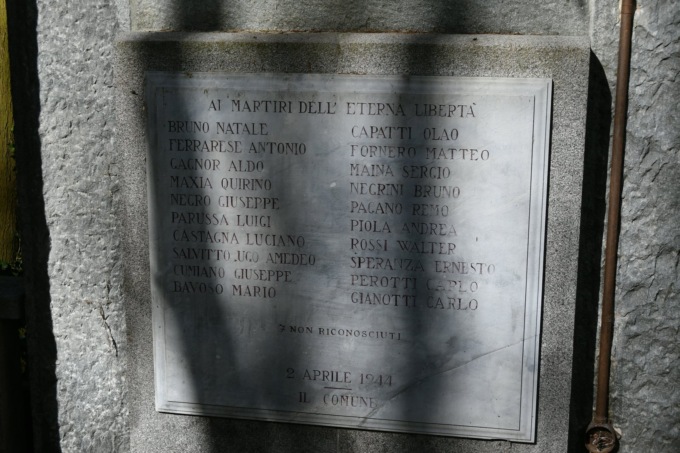 AI MARTIRI DELL' ETERNA LIBERTA'
BRUNO NATALE
FERRARESE ANTONIO
GAGNOR ALDO
MAXIA QUIRINO
NEGRO GIUSEPPE
PARUSSA LUIGI
CASTAGNA LUCIANO
SALVITTO UGO AMEDEO
CUMIANO GIUSEPPE
DAVOSO MARIO
CAPATTI OLAO
FORNERO MATTEO
MAINA SERGIO
NEGRINI BRUNO
PAGANO REMO
PIOLA ANDREA
ROSSI WALTER
SPERANZA ERNESTO
PEROTTI CARLO
GIANOTTI CARLO
7 NON RICONOSCIUTI
2 APRILE 1944
IL COMUNE